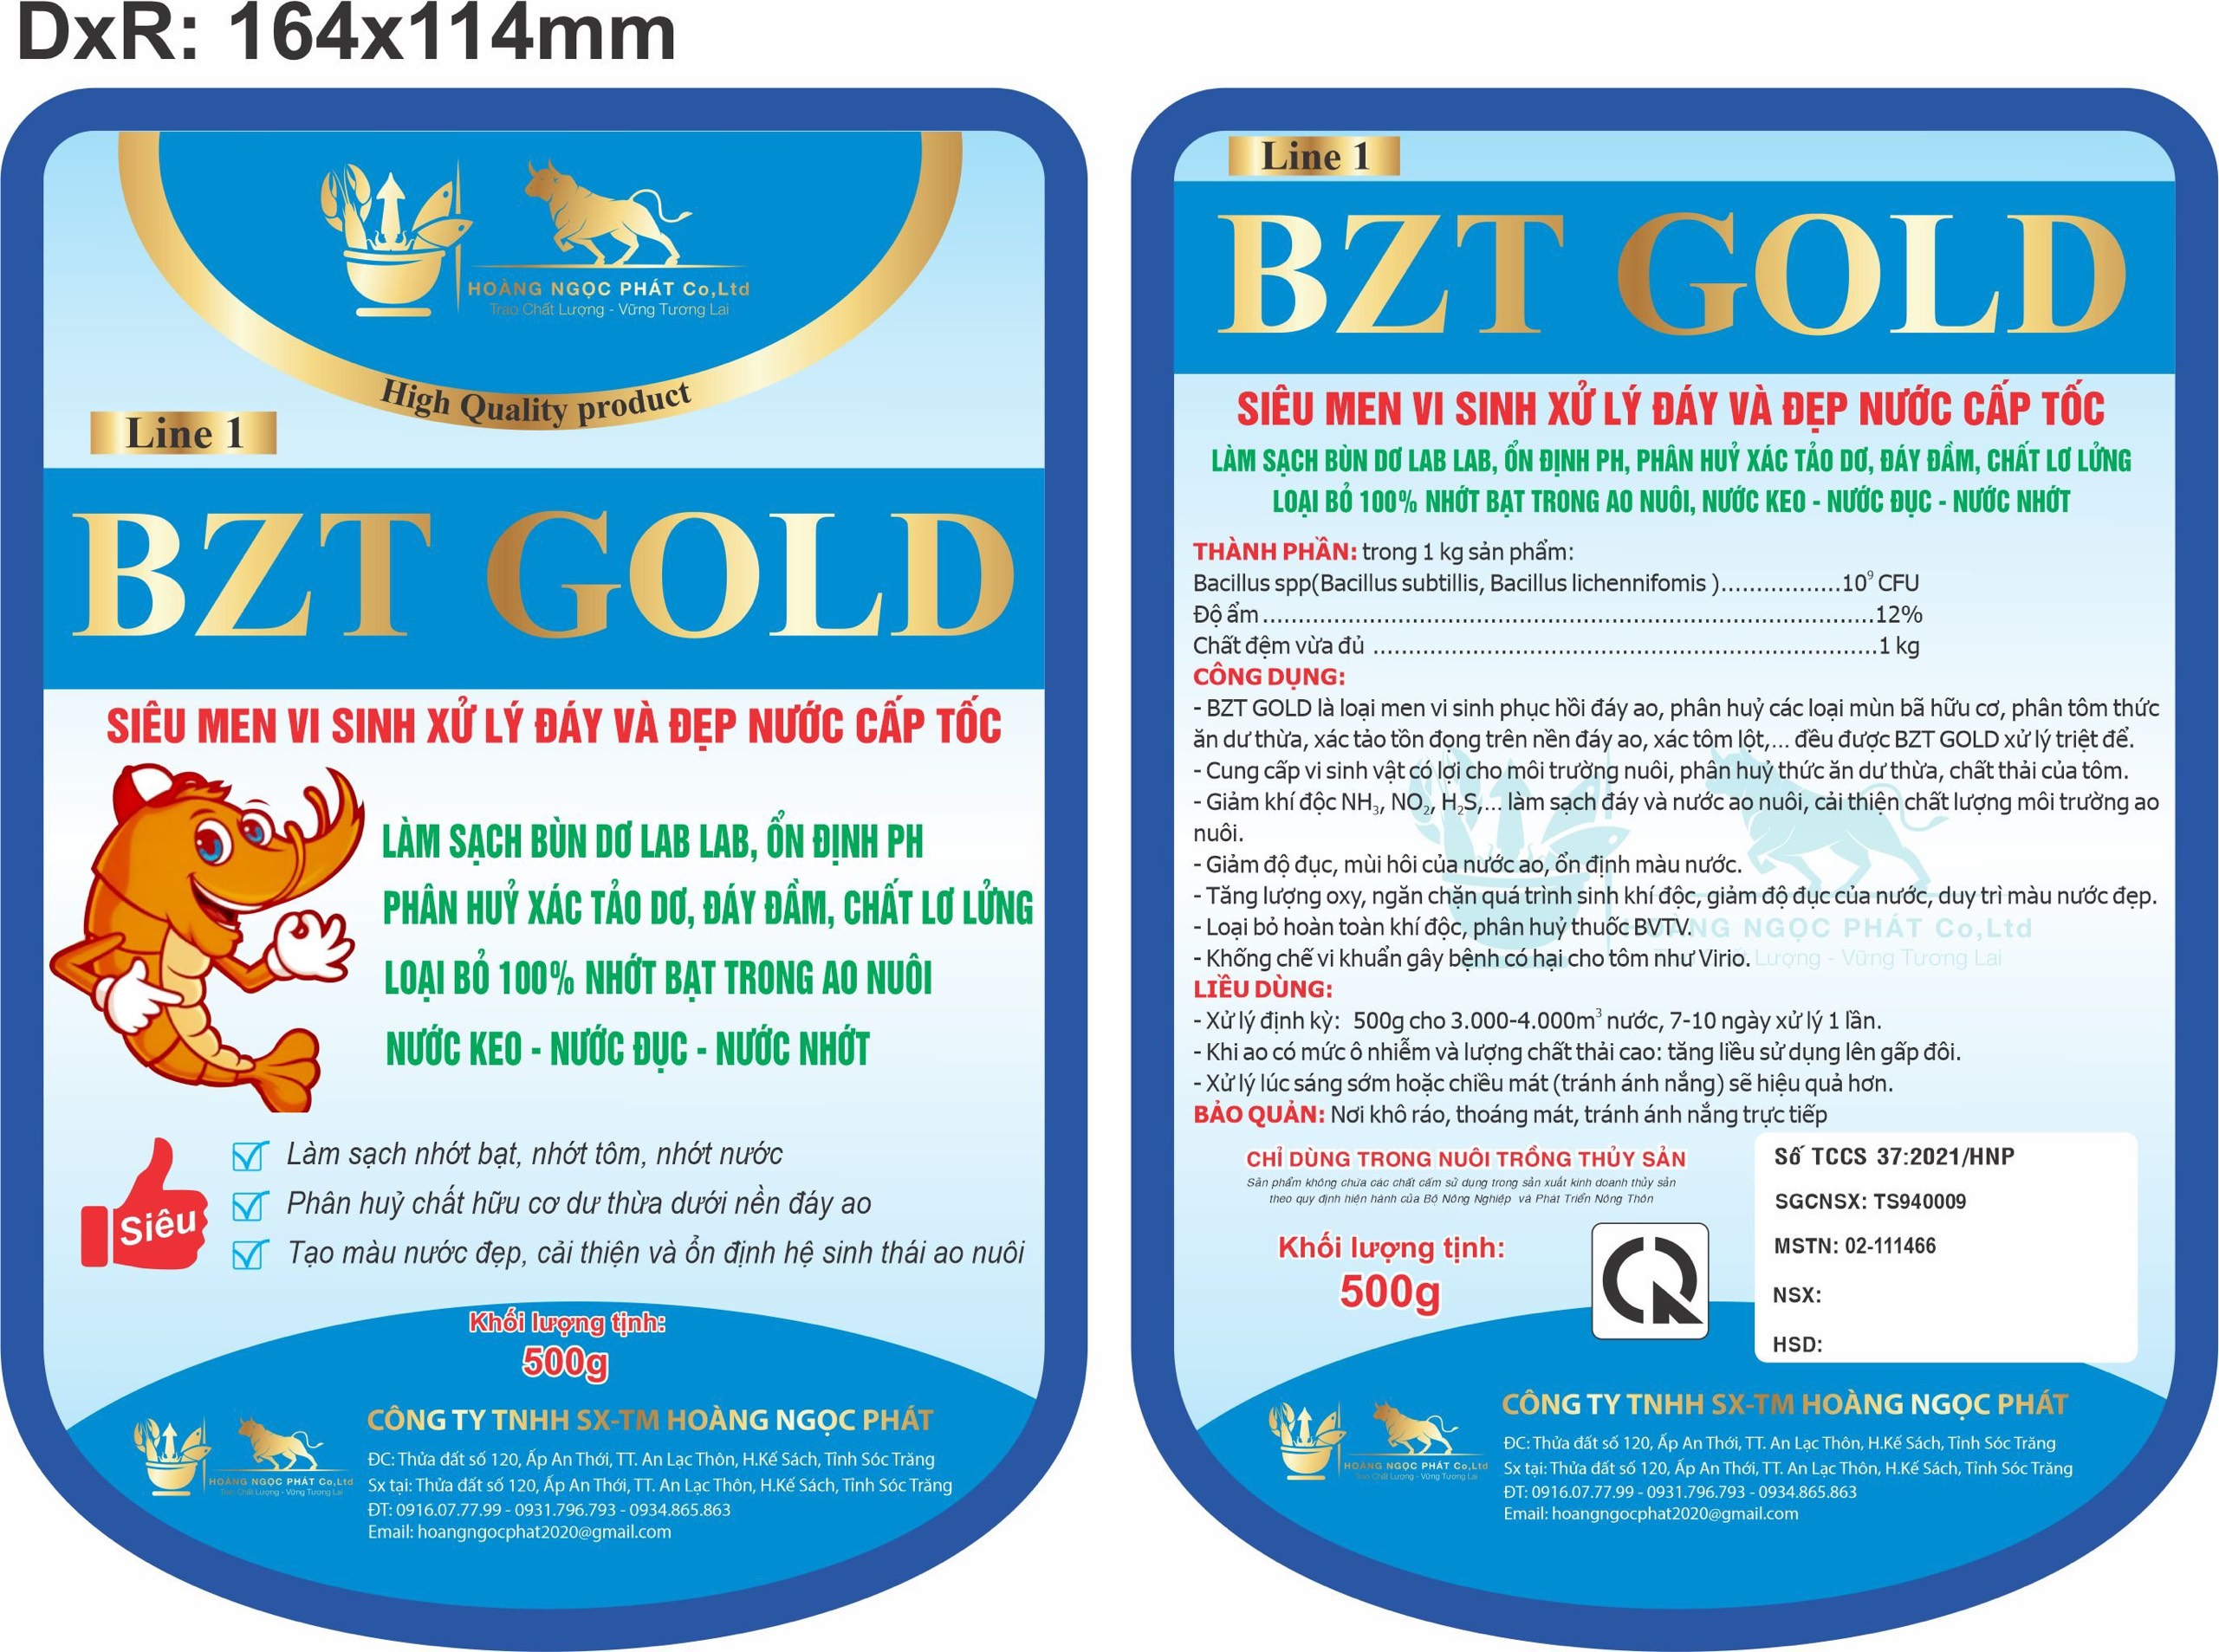 DxR: 164x114mm
HOÀNG NGỌC PHÁT Co,Ltd
Trao Chất Lượng - Vững Tương Lai
High Quality product
Line 1
BZT GOLD
SIÊU MEN VI SINH XỬ LÝ ĐÁY VÀ ĐẸP NƯỚC CẤP TỐC
LÀM SẠCH BÙN DƠ LAB LAB, ỔN ĐỊNH PH
PHÂN HUỶ XÁC TẢO DƠ, ĐÁY ĐẦM, CHẤT LƠ LỬNG
LOẠI BỎ 100% NHỚT BẠT TRONG AO NUÔI
NƯỚC KEO - NƯỚC ĐỤC - NƯỚC NHỚT
Siêu
Làm sạch nhớt bạt, nhớt tôm, nhớt nước
Phân huỷ chất hữu cơ dư thừa dưới nền đáy ao
Tạo màu nước đẹp, cải thiện và ổn định hệ sinh thái ao nuôi
Khối lượng tịnh:
500g
HOÀNG NGỌC PHÁT Co,Ltd
Trao Chất Lượng - Vững Tương Lai
CÔNG TY TNHH SX-TM HOÀNG NGỌC PHÁT
ĐC: Thửa đất số 120, Ấp An Thới, TT. An Lạc Thôn, H.Kế Sách, Tỉnh Sóc Trăng
Sx tại: Thửa đất số 120, Ấp An Thới, TT. An Lạc Thôn, H.Kế Sách, Tỉnh Sóc Trăng
ĐT: 0916.07.77.99 - 0931.796.793 - 0934.865.863
Email: hoangngocphat2020@gmail.com
Line 1
BZT GOLD
SIÊU MEN VI SINH XỬ LÝ ĐÁY VÀ ĐẸP NƯỚC CẤP TỐC
LÀM SẠCH BÙN DƠ LAB LAB, ỔN ĐỊNH PH, PHÂN HUỶ XÁC TẢO DƠ, ĐÁY ĐẦM, CHẤT LƠ LỬNG
LOẠI BỎ 100% NHỚT BẠT TRONG AO NUÔI, NƯỚC KEO - NƯỚC ĐỤC - NƯỚC NHỚT
THÀNH PHẦN: trong 1 kg sản phẩm:
Bacillus spp(Bacillus subtillis, Bacillus lichennifomis ).................10⁹ CFU
Độ ẩm......................................................................................12%
Chất đệm vừa đủ .......................................................................1 kg
CÔNG DỤNG:
- BZT GOLD là loại men vi sinh phục hồi đáy ao, phân huỷ các loại mùn bã hữu cơ, phân tôm thức
ăn dư thừa, xác tảo tồn đọng trên nền đáy ao, xác tôm lột,... đều được BZT GOLD xử lý triệt để.
- Cung cấp vi sinh vật có lợi cho môi trường nuôi, phân huỷ thức ăn dư thừa, chất thải của tôm.
- Giảm khí độc NH₃, NO₂, H₂S,... làm sạch đáy và nước ao nuôi, cải thiện chất lượng môi trường ao
nuôi.
- Giảm độ đục, mùi hôi của nước ao, ổn định màu nước.
- Tăng lượng oxy, ngăn chặn quá trình sinh khí độc, giảm độ đục của nước, duy trì màu nước đẹp.
- Loại bỏ hoàn toàn khí độc, phân huỷ thuốc BVTV.
- Khống chế vi khuẩn gây bệnh có hại cho tôm như Virio.
HOÀNG NGỌC PHÁT Co,Ltd
Lượng - Vững Tương Lai
LIỀU DÙNG:
- Xử lý định kỳ: 500g cho 3.000-4.000m³ nước, 7-10 ngày xử lý 1 lần.
- Khi ao có mức ô nhiễm và lượng chất thải cao: tăng liều sử dụng lên gấp đôi.
- Xử lý lúc sáng sớm hoặc chiều mát (tránh ánh nắng) sẽ hiệu quả hơn.
BẢO QUẢN: Nơi khô ráo, thoáng mát, tránh ánh nắng trực tiếp
CHỈ DÙNG TRONG NUÔI TRỒNG THỦY SẢN
Sản phẩm không chứa các chất cấm sử dụng trong sản xuất kinh doanh thủy sản
theo quy định hiện hành của Bộ Nông Nghiệp và Phát Triển Nông Thôn
Khối lượng tịnh:
500g
Số TCCS 37:2021/HNP
SGCNSX: TS940009
MSTN: 02-111466
NSX:
HSD:
HOÀNG NGỌC PHÁT Co,Ltd
Trao Chất Lượng - Vững Tương Lai
CÔNG TY TNHH SX-TM HOÀNG NGỌC PHÁT
ĐC: Thửa đất số 120, Ấp An Thới, TT. An Lạc Thôn, H.Kế Sách, Tỉnh Sóc Trăng
Sx tại: Thửa đất số 120, Ấp An Thới, TT. An Lạc Thôn, H.Kế Sách, Tỉnh Sóc Trăng
ĐT: 0916.07.77.99 - 0931.796.793 - 0934.865.863
Email: hoangngocphat2020@gmail.com